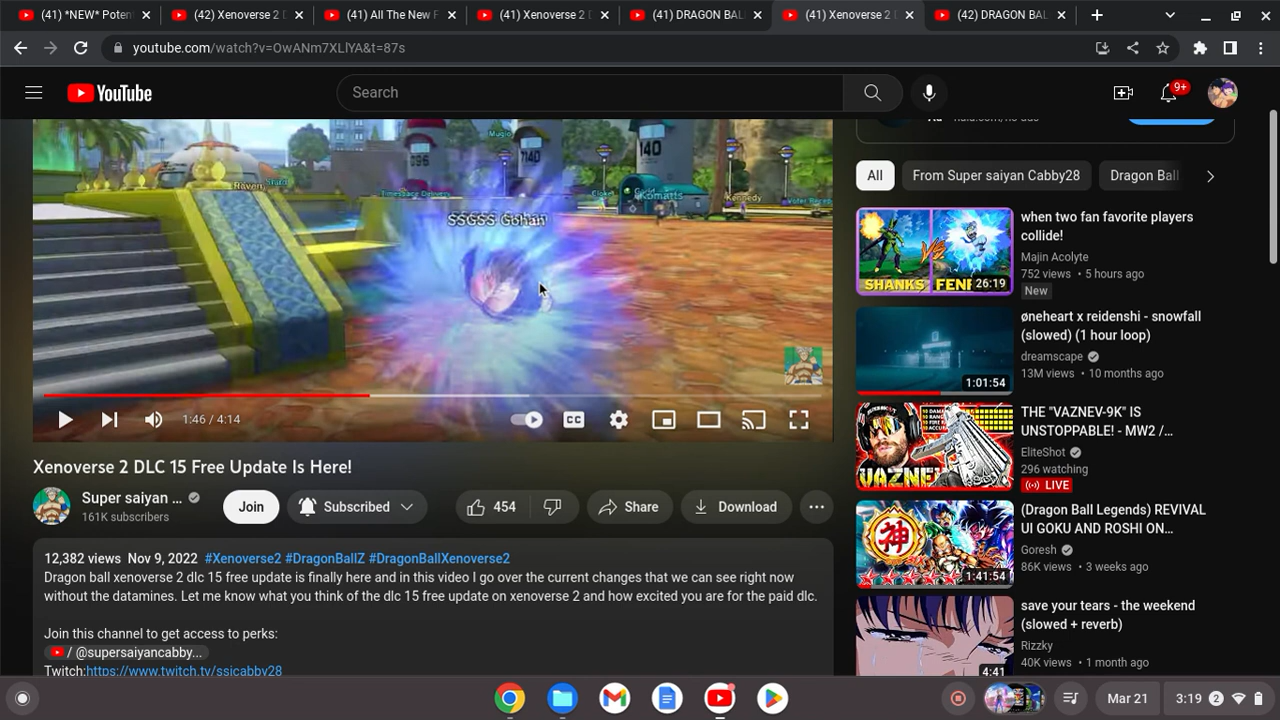 (41) *NEW* Poten
(42) Xenoverse 2 D
(41) All The New F
(41) Xenoverse 2 D
(41) DRAGON BAL
(41) Xenoverse 2 D
(42) DRAGON BAL
youtube.com/watch?v=OwANm7XLlYA&t=87s
YouTube
Search
9+
All
From Super saiyan Cabby28
Dragon Ball
Muglo
Raven
Kennedy
SSGSS Gohan
1:46 / 4:14
CC
Xenoverse 2 DLC 15 Free Update Is Here!
Super saiyan ...
161K subscribers
Join
Subscribed
454
Share
Download
12,382 views Nov 9, 2022 #Xenoverse2 #DragonBallZ #DragonBallXenoverse2
Dragon ball xenoverse 2 dlc 15 free update is finally here and in this video I go over the current changes that we can see right now
without the datamines. Let me know what you think of the dlc 15 free update on xenoverse 2 and how excited you are for the paid dlc.
Join this channel to get access to perks:
/ @supersaiyancabby...
Twitch:https://www.twitch.tv/ssjcabby28
when two fan favorite players
collide!
Majin Acolyte
752 views • 5 hours ago
New
26:19
øneheart x reidenshi - snowfall
(slowed) (1 hour loop)
dreamscape
13M views • 10 months ago
1:01:54
THE "VAZNEV-9K" IS
UNSTOPPABLE! - MW2 /...
EliteShot
296 watching
LIVE
VAZNE
(Dragon Ball Legends) REVIVAL
UI GOKU AND ROSHI ON...
Goresh
86K views • 3 weeks ago
神
1:41:54
save your tears - the weekend
(slowed + reverb)
Rizzky
40K views • 1 month ago
4:41
Mar 21
3:19
2